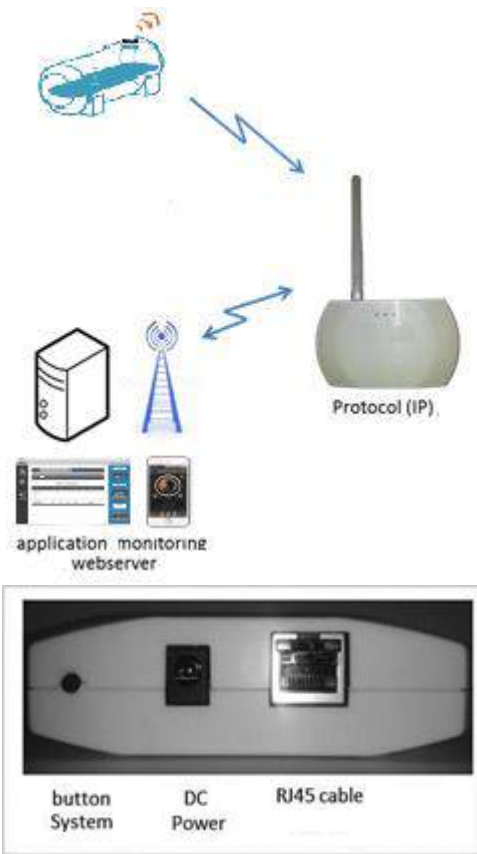 Protocol (IP)
application monitoring
webserver
button
System
DC
Power
RJ45 cable